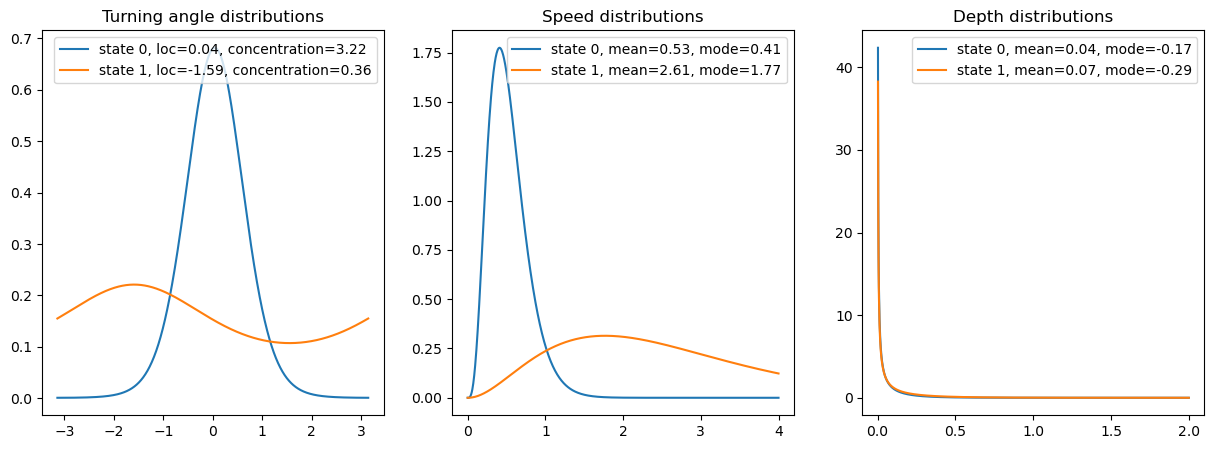 Turning angle distributions
state 0, loc=0.04, concentration=3.22
state 1, loc=-1.59, concentration=0.36
0.7
0.6
0.5
0.4
0.3
0.2
0.1
0.0
−3 −2 −1 0 1 2 3
Speed distributions
state 0, mean=0.53, mode=0.41
state 1, mean=2.61, mode=1.77
1.75
1.50
1.25
1.00
0.75
0.50
0.25
0.00
0 1 2 3 4
Depth distributions
state 0, mean=0.04, mode=-0.17
state 1, mean=0.07, mode=-0.29
40
30
20
10
0
0.0 0.5 1.0 1.5 2.0